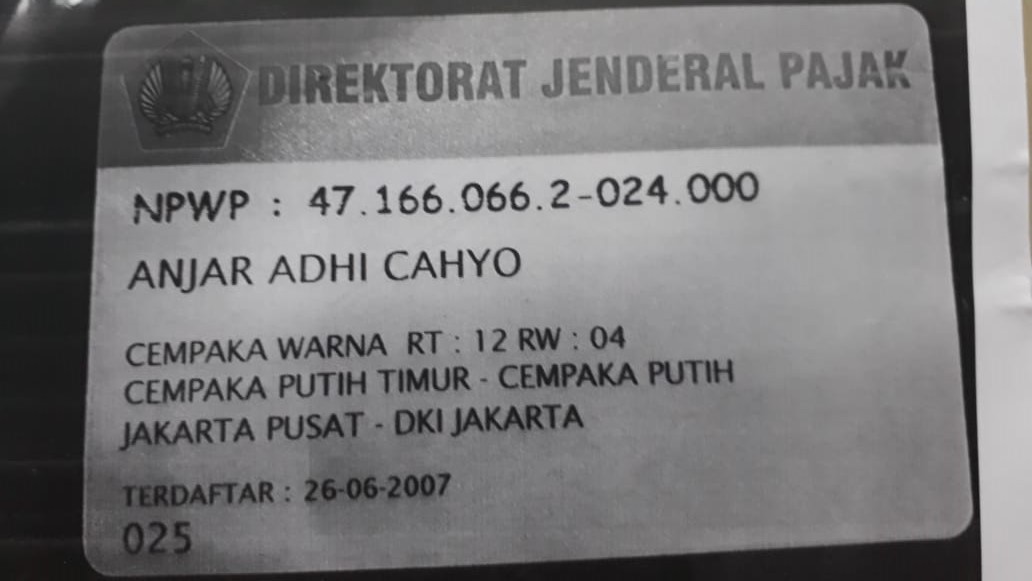 DIREKTORAT JENDERAL PAJAK
NPWP : 47.166.066.2-024.000
ANJAR ADHI CAHYO
CEMPAKA WARNA RT : 12 RW : 04
CEMPAKA PUTIH TIMUR - CEMPAKA PUTIH
JAKARTA PUSAT - DKI JAKARTA
TERDAFTAR : 26-06-2007
025